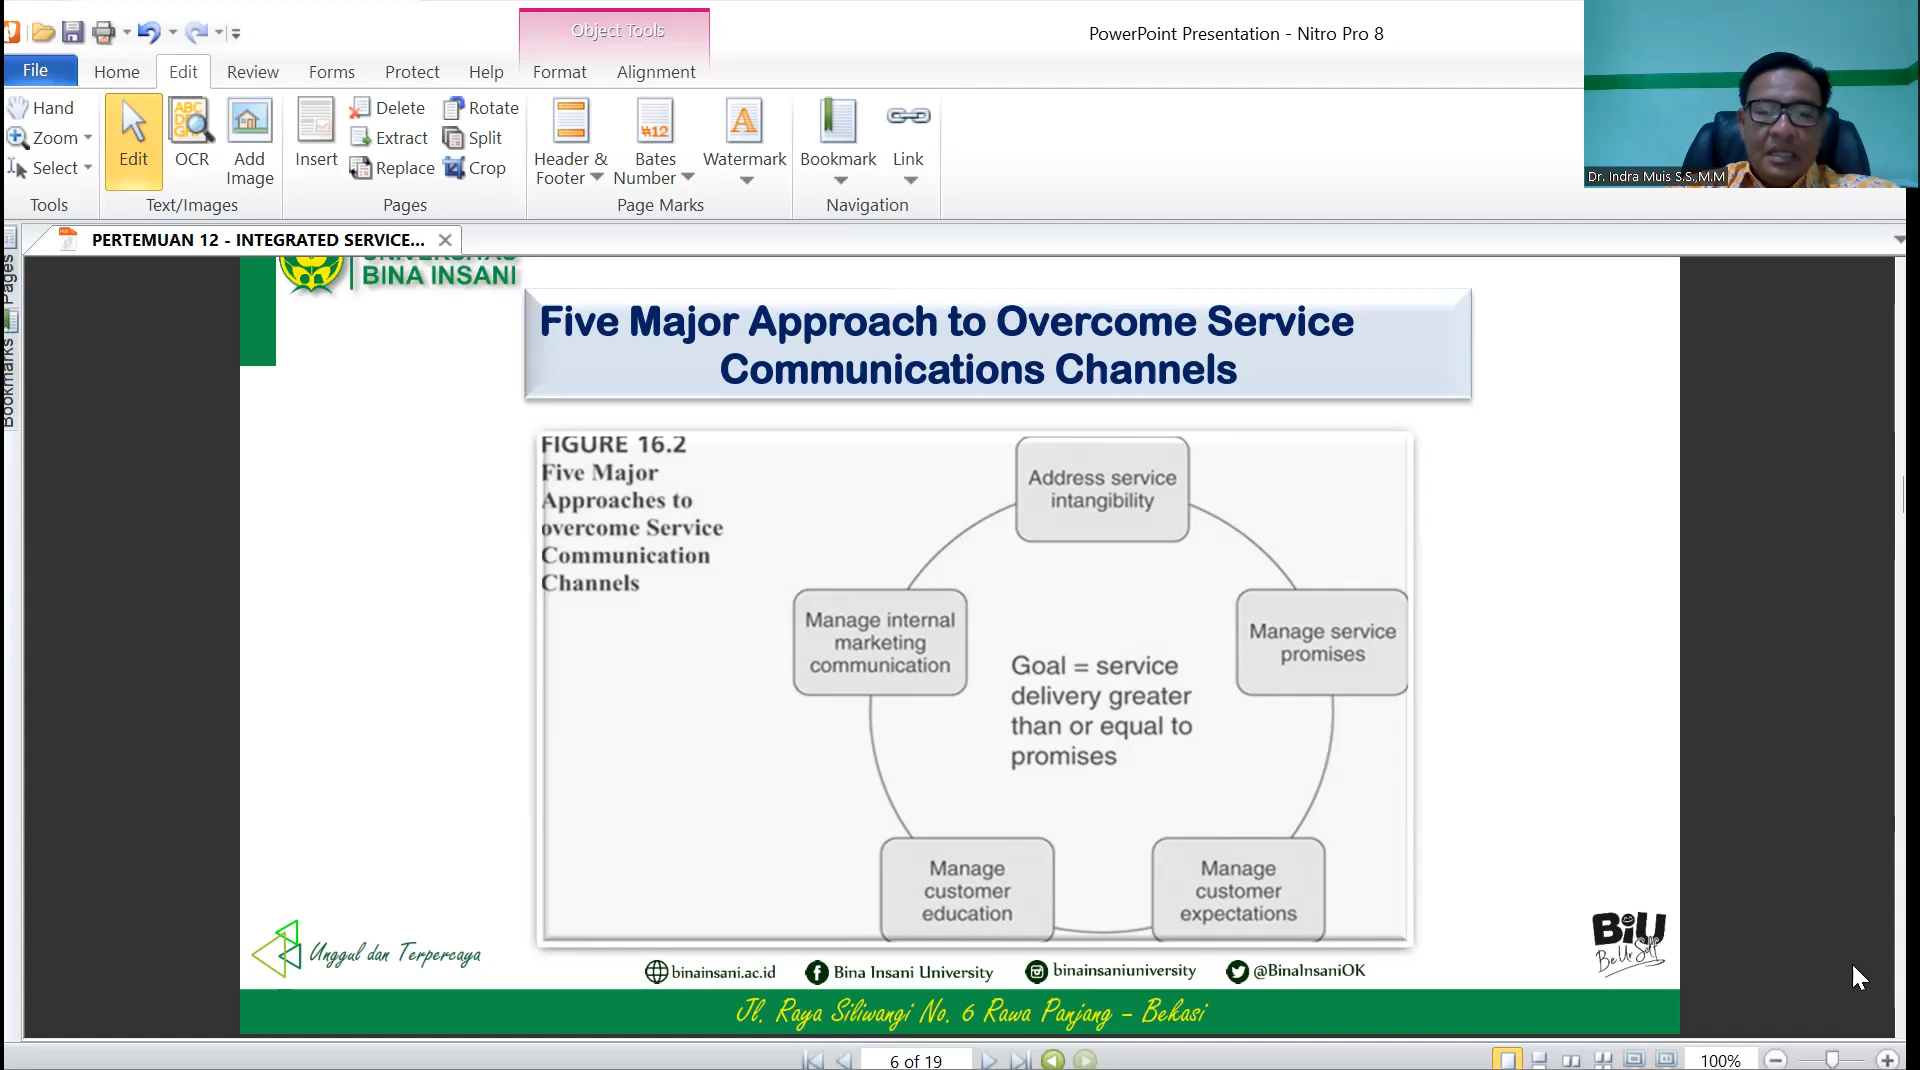 Object Tools
PowerPoint Presentation - Nitro Pro 8
File Home Edit Review Forms Protect Help Format Alignment
Hand
Zoom
Select
Edit
OCR
Add Image
Insert
Delete
Extract
Replace
Rotate
Split
Crop
Header & Footer
Bates Number
Watermark
Bookmark
Link
Tools Text/Images Pages Page Marks Navigation
Dr. Indra Muis S.S.,M.M
PERTEMUAN 12 - INTEGRATED SERVICE...
Pages
Bookmarks
UNIVERSITAS
BINA INSANI
Five Major Approach to Overcome Service
Communications Channels
FIGURE 16.2
Five Major
Approaches to
overcome Service
Communication
Channels
Address service
intangibility
Manage internal
marketing
communication
Manage service
promises
Goal = service
delivery greater
than or equal to
promises
Manage
customer
education
Manage
customer
expectations
Unggul dan Terpercaya
BiU
Be Ur Self
binainsani.ac.id Bina Insani University binainsaniuniversity @BinaInsaniOK
Jl. Raya Siliwangi No. 6 Rawa Panjang – Bekasi
6 of 19
100%